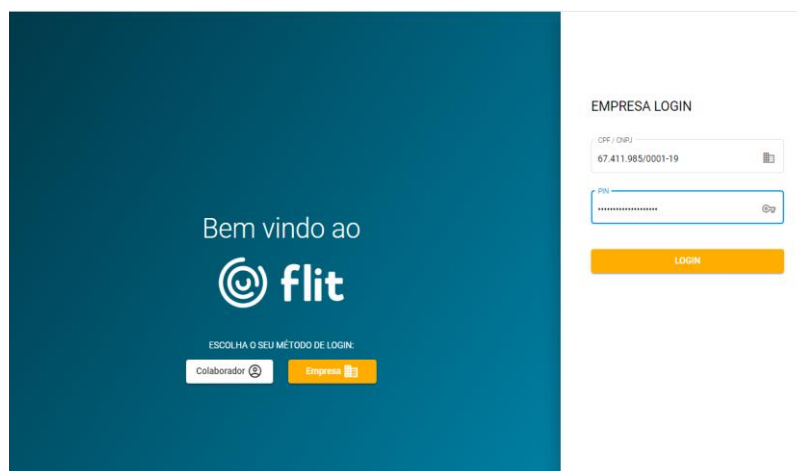 Bem vindo ao
flit
ESCOLHA O SEU MÉTODO DE LOGIN:
Colaborador
Empresa
EMPRESA LOGIN
CPF / CNPJ
67.411.985/0001-19
PIN
LOGIN